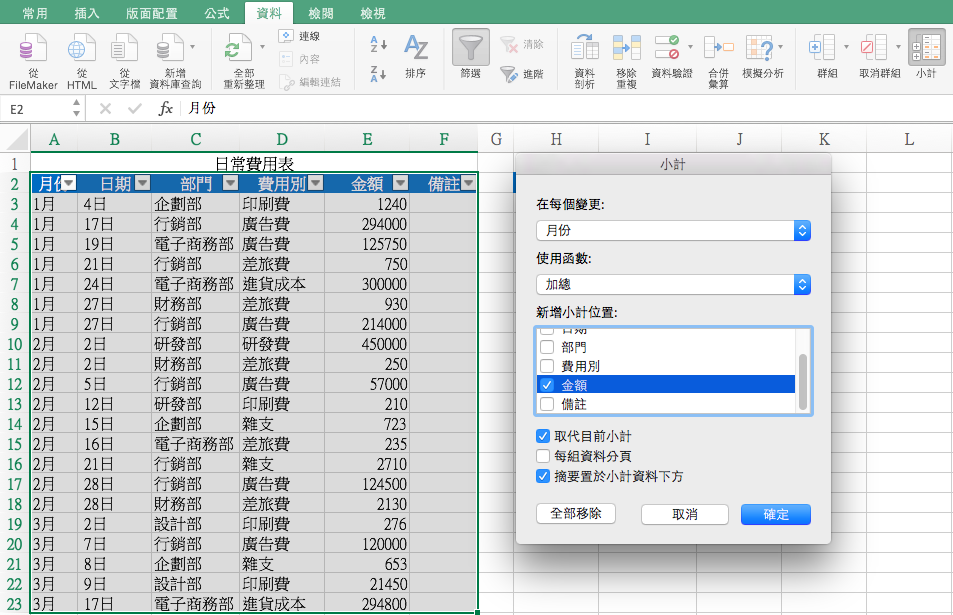 常用 插入 版面配置 公式 資料 校閱 檢視
從 FileMaker
從 HTML
從 文字檔
新增 資料庫查詢
全部 重新整理
連線
內容
編輯連結
A Z
Z A
排序
篩選
清除
進階
資料 剖析
移除 重複
資料驗證
合併 彙算
模擬分析
群組
取消群組
小計
E2 fx 月份
A B C D E F G H I J K L
1 日常費用表
2 月份 日期 部門 費用別 金額 備註
3 1月 4日 企劃部 印刷費 1240
4 1月 17日 行銷部 廣告費 294000
5 1月 19日 電子商務部 廣告費 125750
6 1月 21日 行銷部 差旅費 750
7 1月 24日 電子商務部 進貨成本 300000
8 1月 27日 財務部 差旅費 930
9 1月 27日 行銷部 廣告費 214000
10 2月 2日 研發部 研發費 450000
11 2月 2日 財務部 差旅費 250
12 2月 5日 行銷部 廣告費 57000
13 2月 12日 研發部 印刷費 210
14 2月 15日 企劃部 雜支 723
15 2月 16日 電子商務部 差旅費 235
16 2月 21日 行銷部 雜支 2710
17 2月 28日 行銷部 廣告費 124500
18 2月 28日 財務部 差旅費 2130
19 3月 2日 設計部 印刷費 276
20 3月 7日 行銷部 廣告費 120000
21 3月 8日 企劃部 雜支 653
22 3月 9日 設計部 印刷費 21450
23 3月 17日 電子商務部 進貨成本 294800
小計
在每個變更:
月份
使用函數:
加總
新增小計位置:
日期
部門
費用別
金額
備註
取代目前小計
每組資料分頁
摘要置於小計資料下方
全部移除 取消 確定